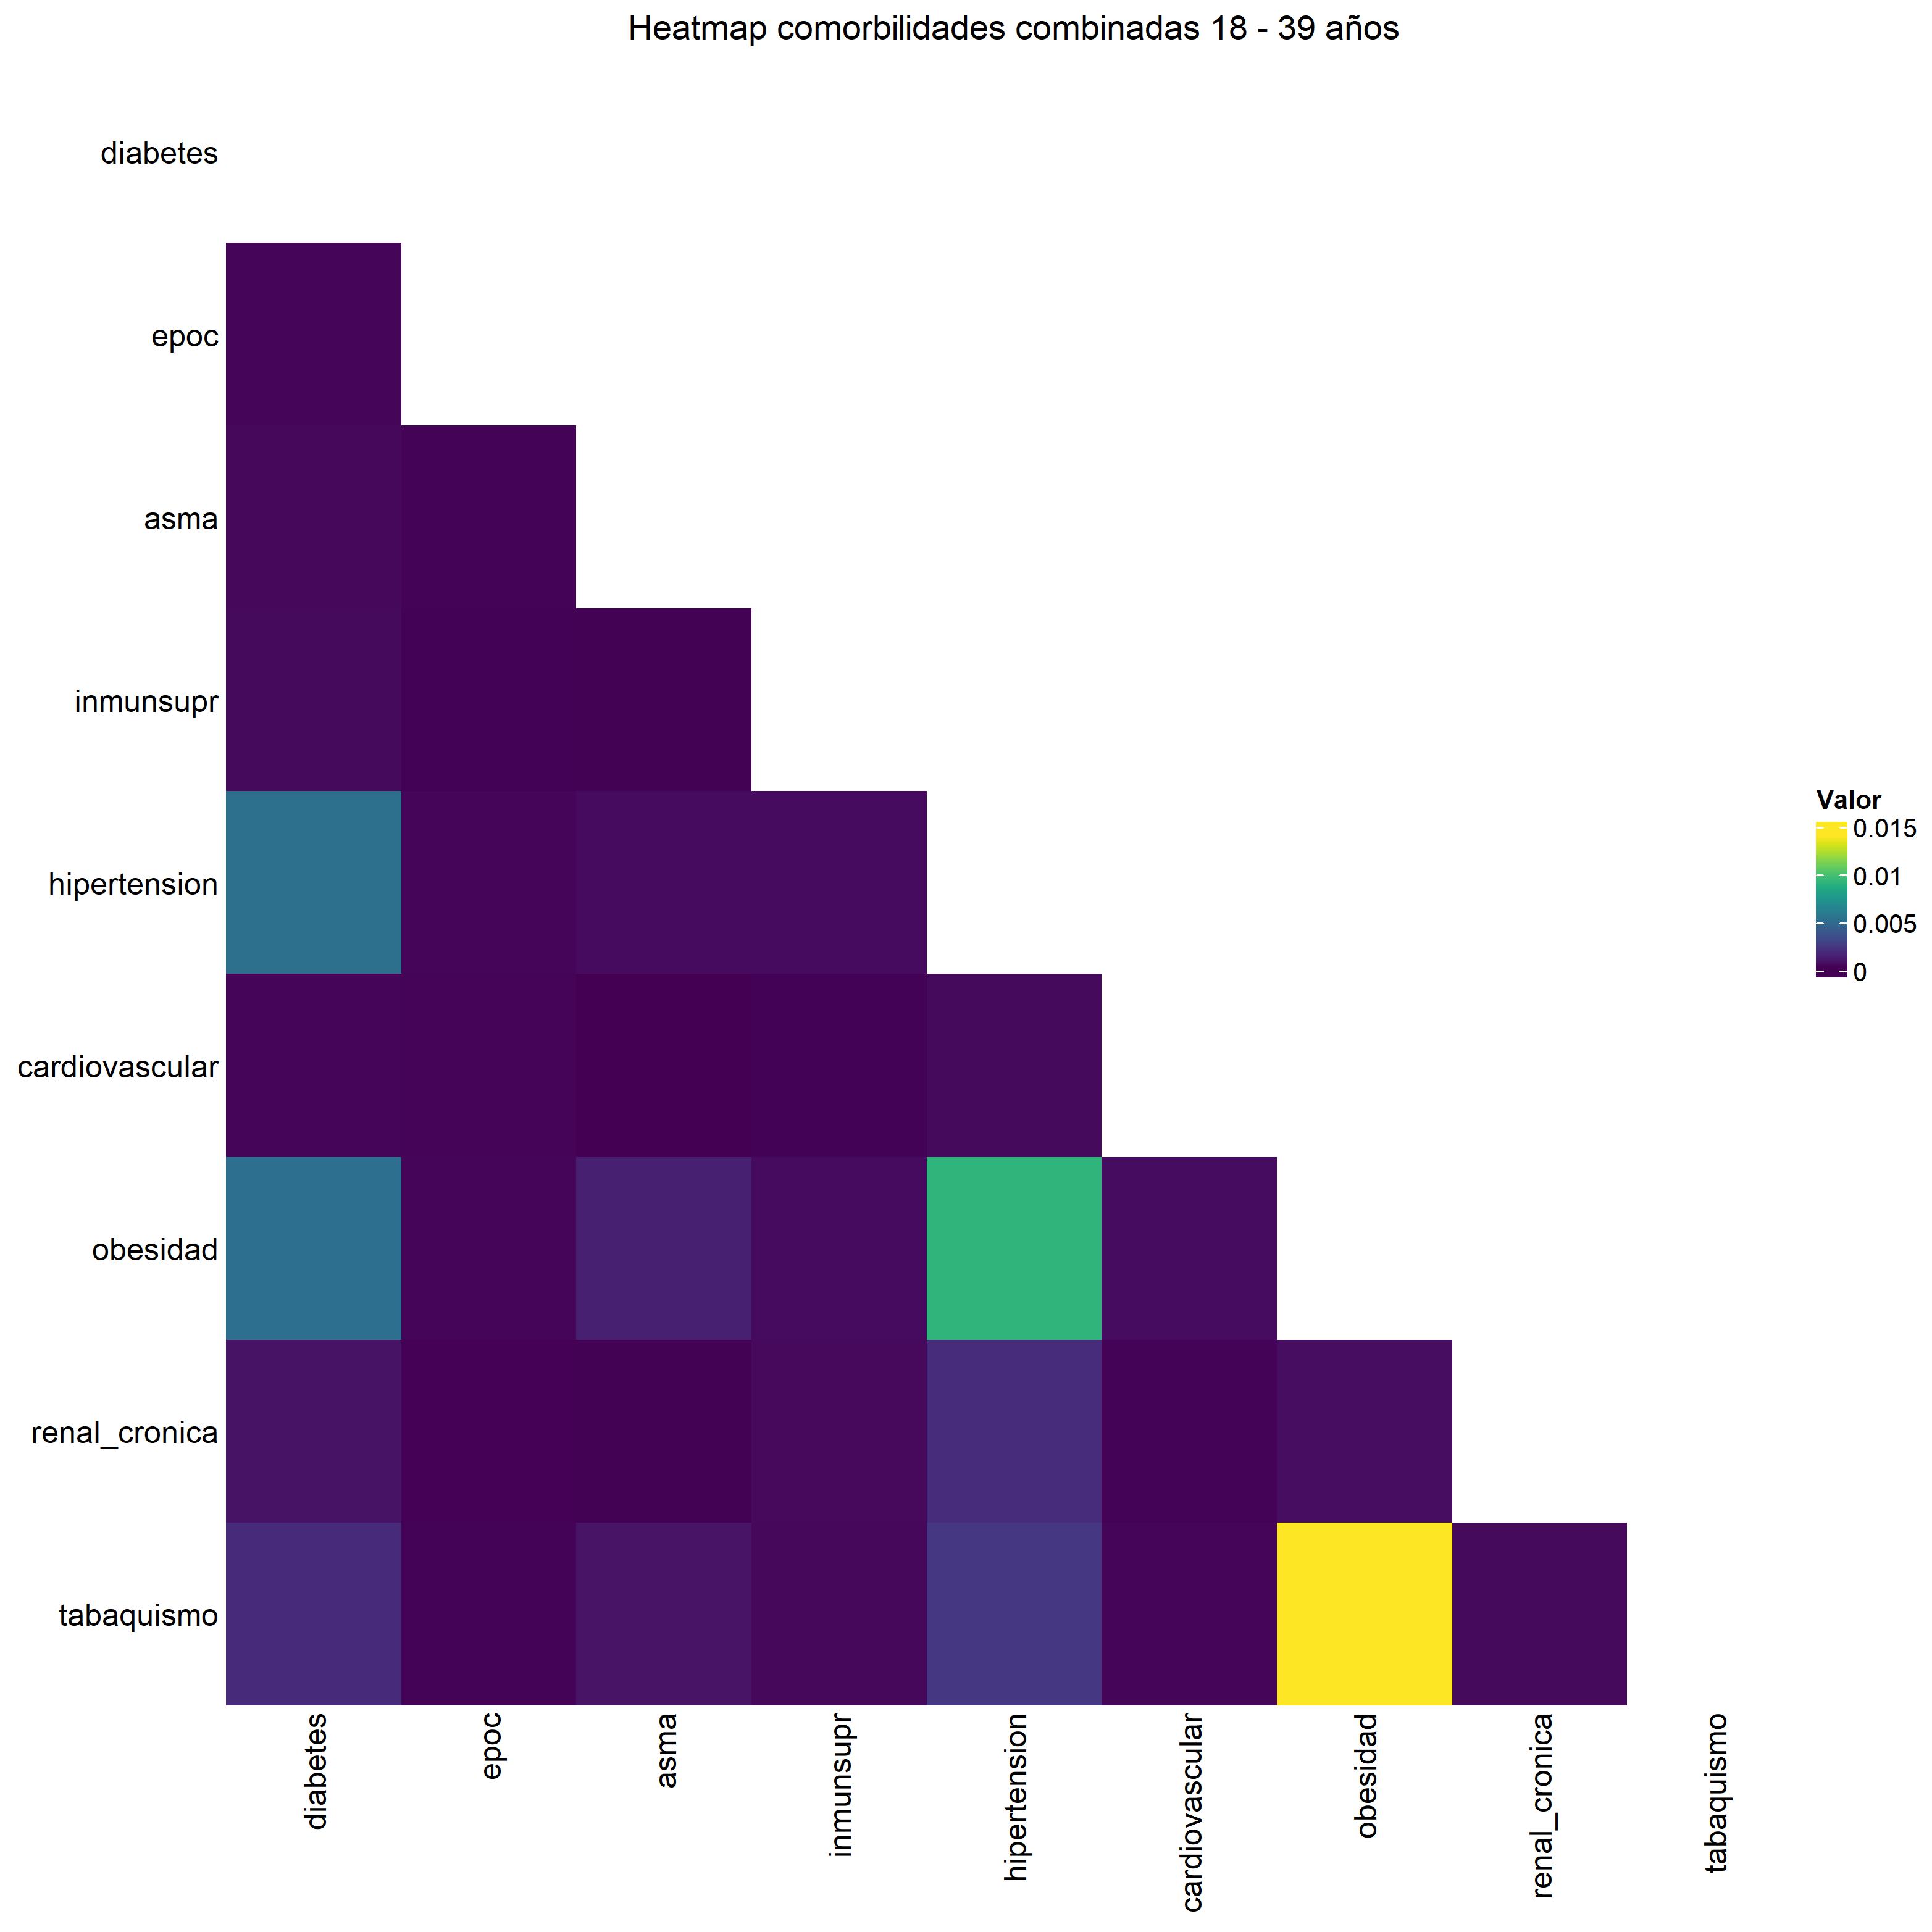 Heatmap comorbilidades combinadas 18 - 39 años
diabetes
epoc
asma
inmunsupr
hipertension
cardiovascular
obesidad
renal_cronica
tabaquismo
Valor
0.015
0.01
0.005
0
diabetes
epoc
asma
inmunsupr
hipertension
cardiovascular
obesidad
renal_cronica
tabaquismo